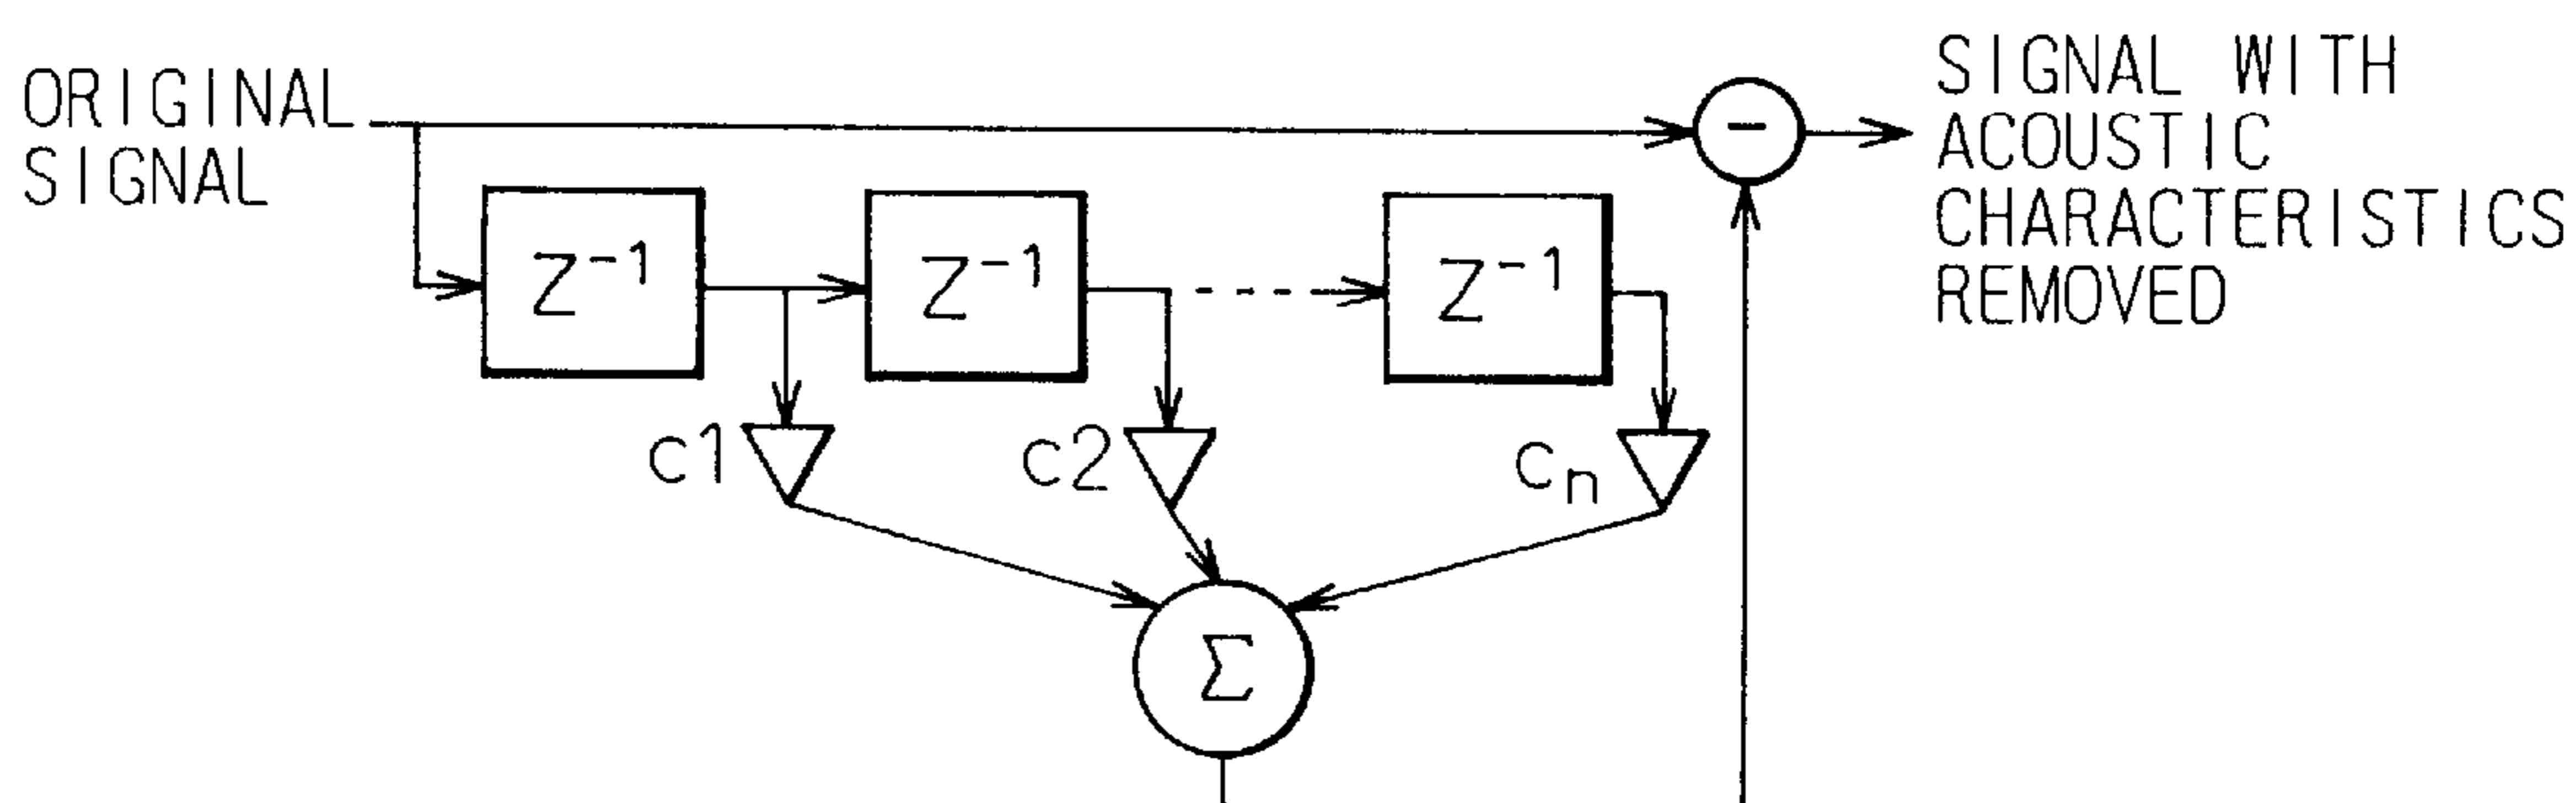 ORIGINAL
SIGNAL
−
SIGNAL WITH
ACOUSTIC
CHARACTERISTICS
REMOVED
Z⁻¹
Z⁻¹
Z⁻¹
c1
c2
cₙ
Σ